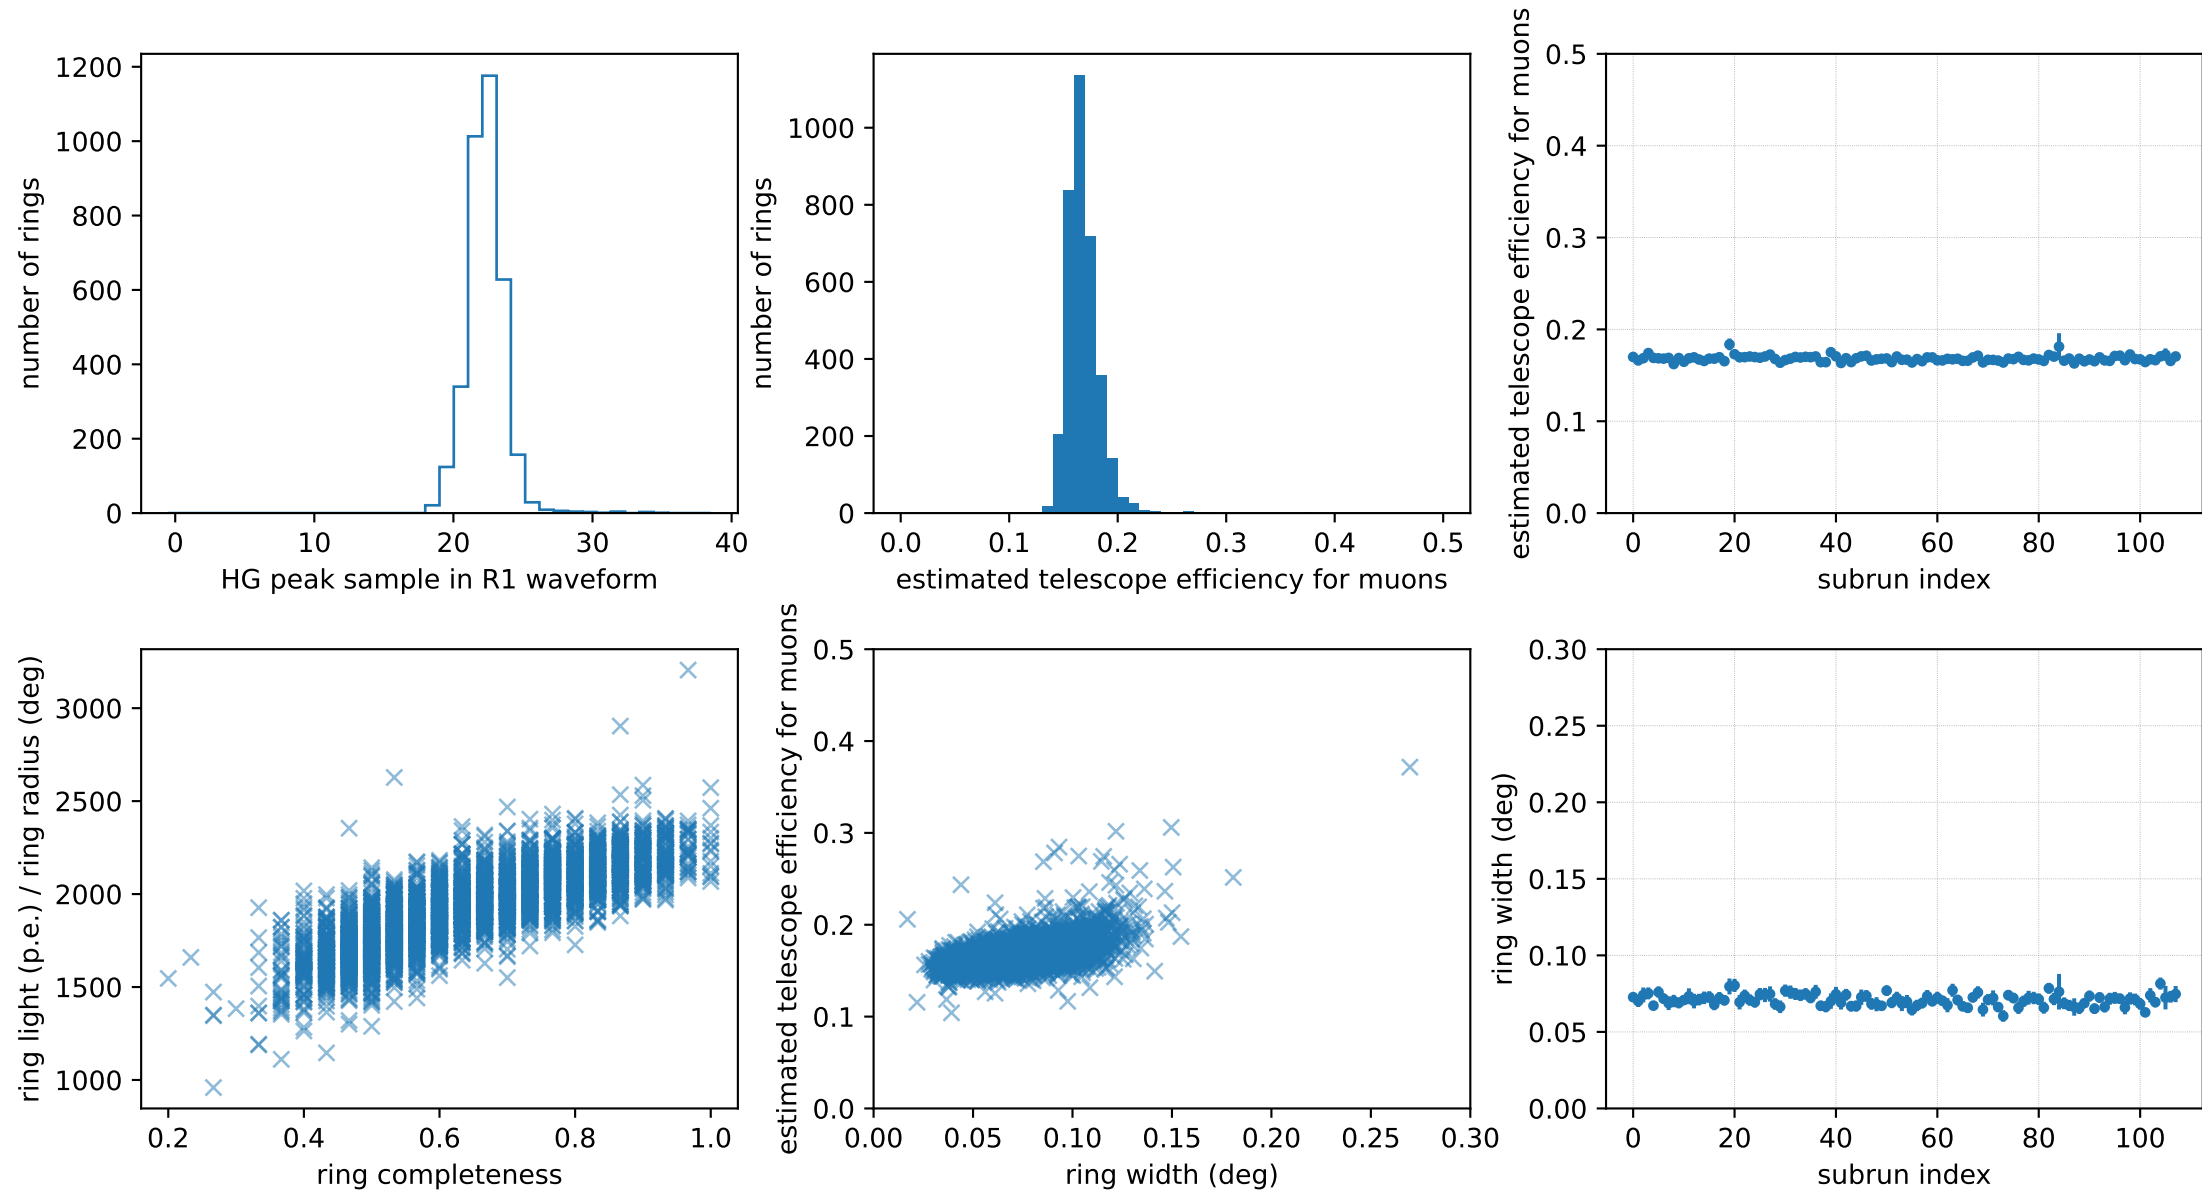 number of rings
1200
1000
800
600
400
200
0
0 10 20 30 40
HG peak sample in R1 waveform
number of rings
1000
800
600
400
200
0
0.0 0.1 0.2 0.3 0.4 0.5
estimated telescope efficiency for muons
estimated telescope efficiency for muons
0.5
0.4
0.3
0.2
0.1
0.0
0 20 40 60 80 100
subrun index
ring light (p.e.) / ring radius (deg)
3000
2500
2000
1500
1000
0.2 0.4 0.6 0.8 1.0
ring completeness
estimated telescope efficiency for muons
0.5
0.4
0.3
0.2
0.1
0.0
0.00 0.05 0.10 0.15 0.20 0.25 0.30
ring width (deg)
ring width (deg)
0.30
0.25
0.20
0.15
0.10
0.05
0.00
0 20 40 60 80 100
subrun index